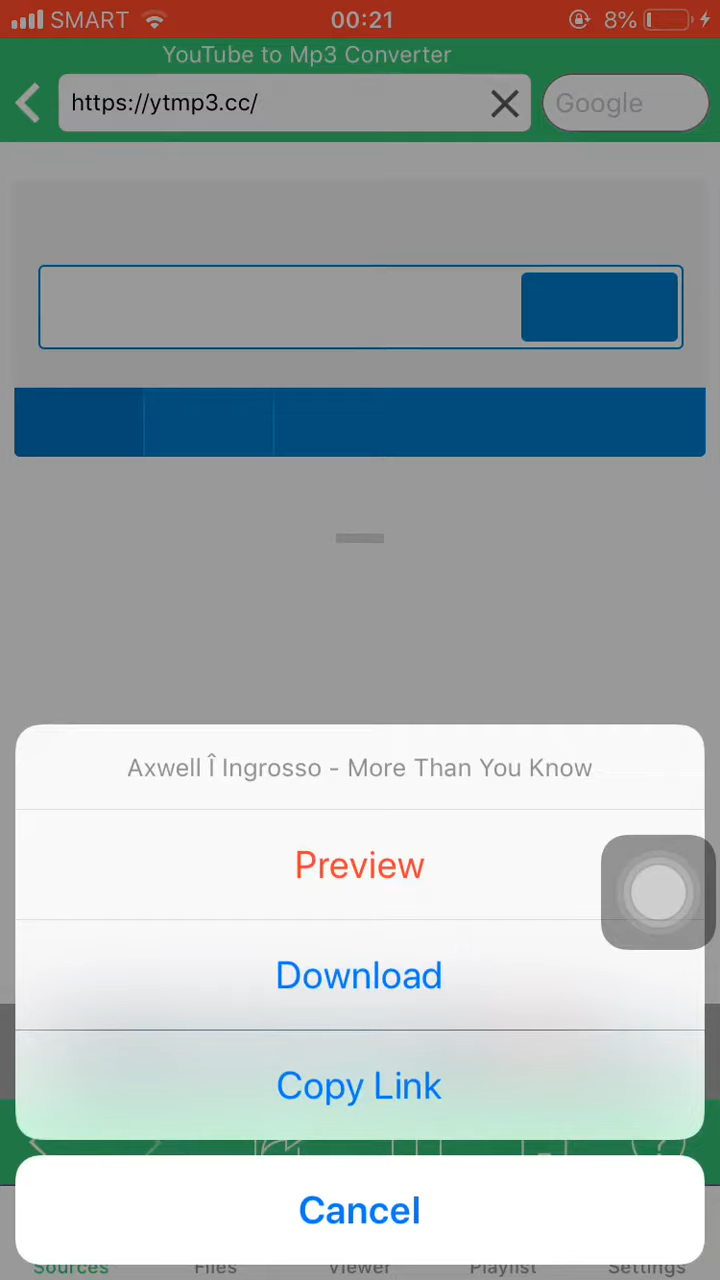 SMART 00:21 8%
YouTube to Mp3 Converter
https://ytmp3.cc/ Google
Axwell Î Ingrosso - More Than You Know
Preview
Download
Copy Link
Cancel
Sources Files Viewer Playlist Settings